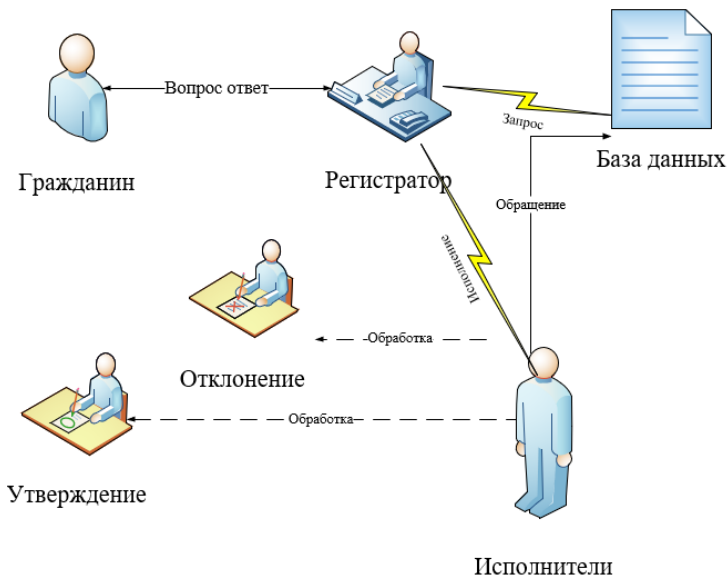 Вопрос ответ
Запрос
База данных
Гражданин
Регистратор
Обращение
Исполнение
Обработка
Отклонение
Обработка
Утверждение
Исполнители